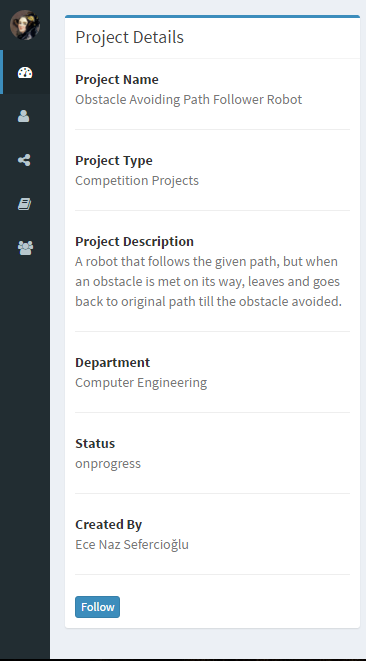 Project Details
Project Name
Obstacle Avoiding Path Follower Robot
Project Type
Competition Projects
Project Description
A robot that follows the given path, but when
an obstacle is met on its way, leaves and goes
back to original path till the obstacle avoided.
Department
Computer Engineering
Status
onprogress
Created By
Ece Naz Sefercioğlu
Follow